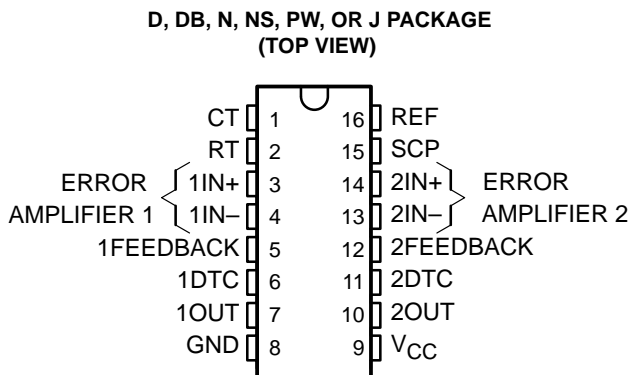 D, DB, N, NS, PW, OR J PACKAGE
(TOP VIEW)
CT 1 16 REF
RT 2 15 SCP
ERROR 1IN+ 3 14 2IN+ ERROR
AMPLIFIER 1 1IN– 4 13 2IN– AMPLIFIER 2
1FEEDBACK 5 12 2FEEDBACK
1DTC 6 11 2DTC
1OUT 7 10 2OUT
GND 8 9 VCC